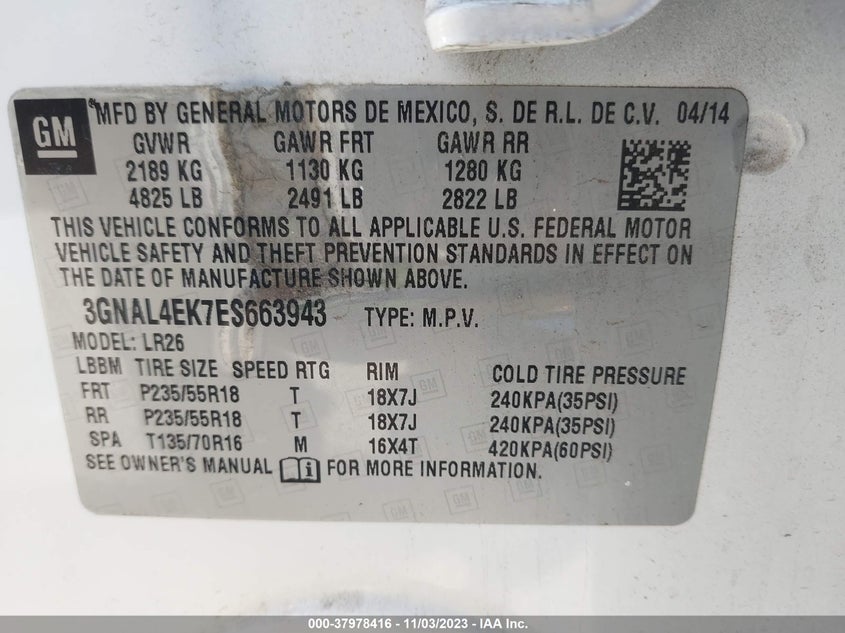 GM MFD BY GENERAL MOTORS DE MEXICO, S. DE R.L. DE C.V. 04/14
GVWR GAWR FRT GAWR RR
2189 KG 1130 KG 1280 KG
4825 LB 2491 LB 2822 LB
THIS VEHICLE CONFORMS TO ALL APPLICABLE U.S. FEDERAL MOTOR
VEHICLE SAFETY AND THEFT PREVENTION STANDARDS IN EFFECT ON
THE DATE OF MANUFACTURE SHOWN ABOVE.
3GNAL4EK7ES663943 TYPE: M.P.V.
MODEL: LR26
LBBM TIRE SIZE SPEED RTG RIM COLD TIRE PRESSURE
FRT P235/55R18 T 18X7J 240KPA(35PSI)
RR P235/55R18 T 18X7J 240KPA(35PSI)
SPA T135/70R16 M 16X4T 420KPA(60PSI)
SEE OWNER'S MANUAL FOR MORE INFORMATION.
000-37978416 - 11/03/2023 - IAA Inc.